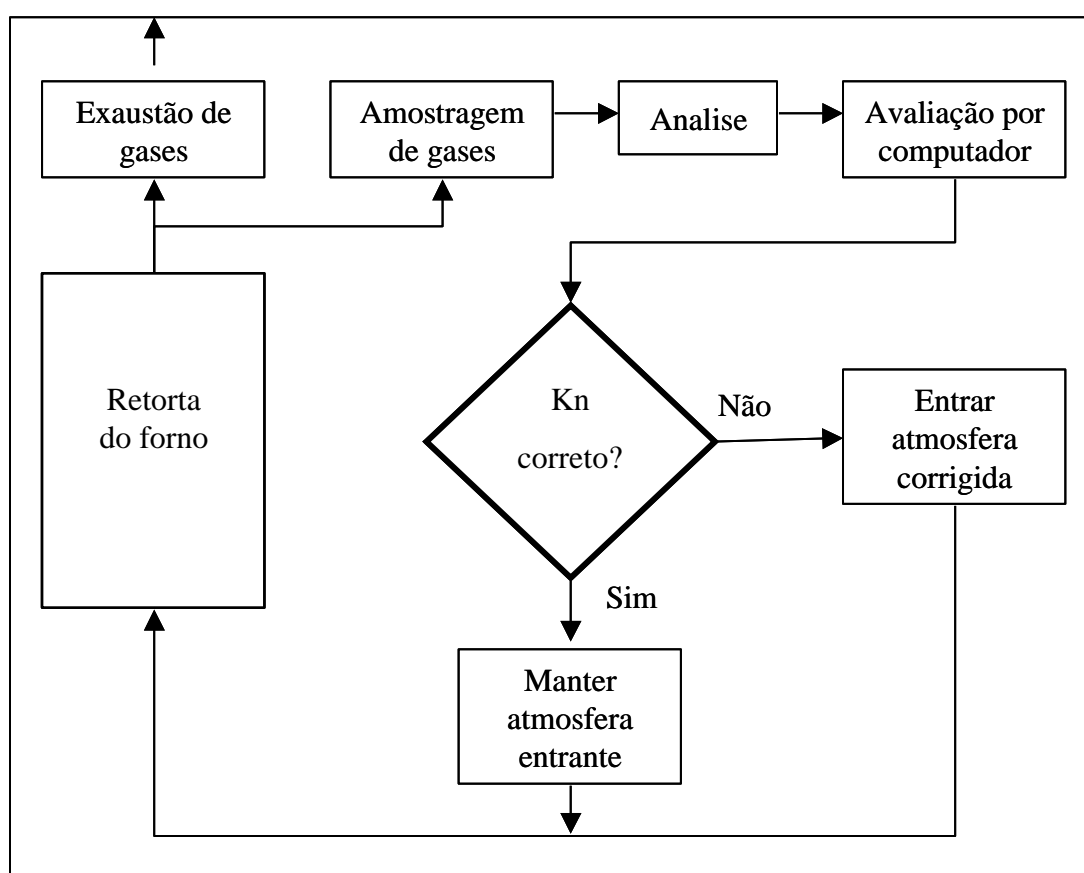 Exaustão de
gases
Amostragem
de gases
Analise
Avaliação por
computador
Retorta
do forno
Kn
correto?
Não
Entrar
atmosfera
corrigida
Sim
Manter
atmosfera
entrante